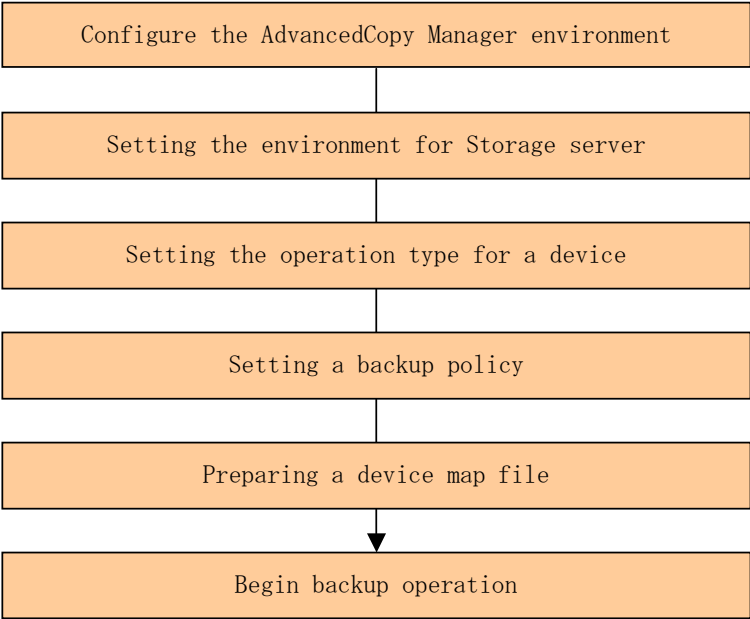 Configure the AdvancedCopy Manager environment
Setting the environment for Storage server
Setting the operation type for a device
Setting a backup policy
Preparing a device map file
Begin backup operation